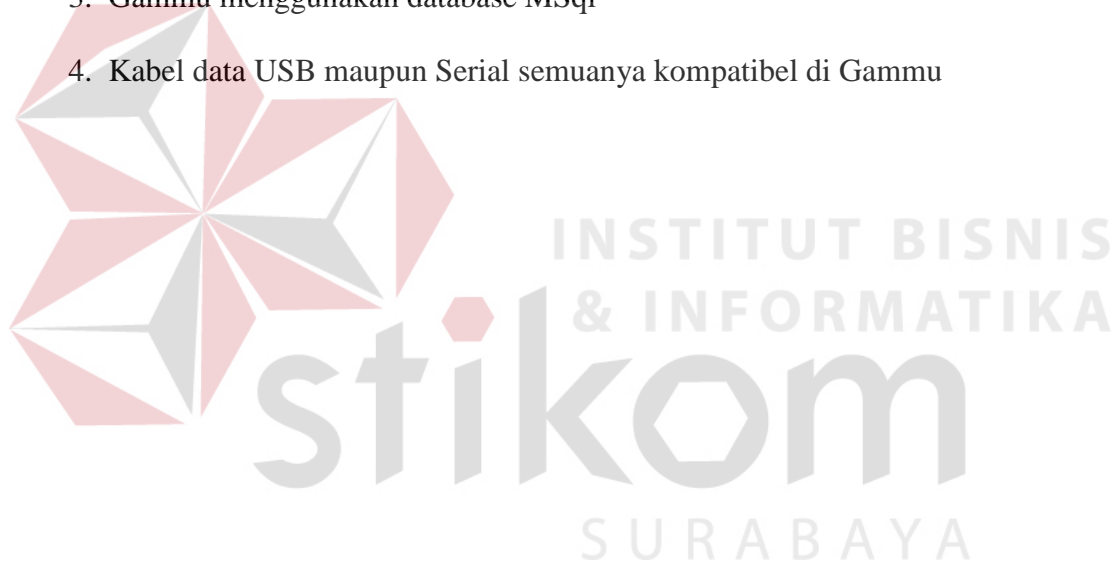 3. Gammu menggunakan database MSql
4. Kabel data USB maupun Serial semuanya kompatibel di Gammu
INSTITUT BISNIS
& INFORMATIKA
stikom
SURABAYA